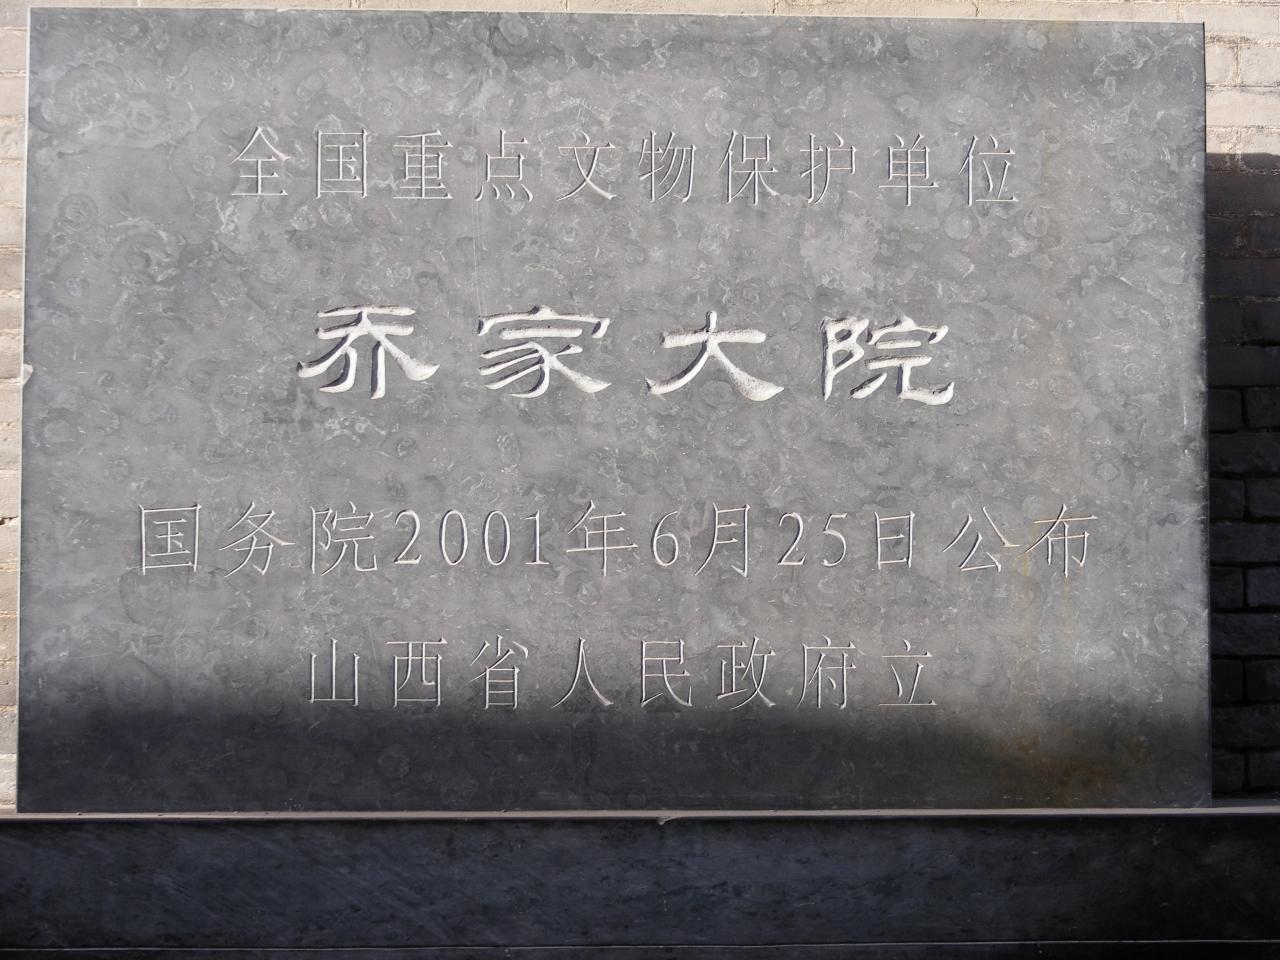 全国重点文物保护单位
乔家大院
国务院2001年6月25日公布
山西省人民政府立